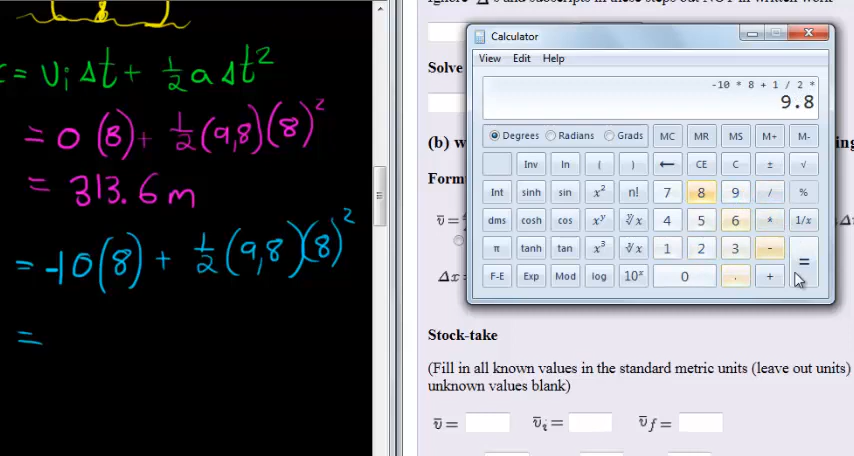 = Vi Δt + 1/2 a Δt²
= 0 (8) + 1/2 (9,8) (8)²
= 313.6 m
= -10 (8) + 1/2 (9,8) (8)²
=
Solve
(b) w
Form
v̄ =
Δx =
Calculator
View Edit Help
-10 * 8 + 1 / 2 *
9.8
Degrees Radians Grads MC MR MS M+ M-
Inv ln ( ) ← CE C ± √
Int sinh sin x² n! 7 8 9 / %
dms cosh cos xʸ ʸ√x 4 5 6 * 1/x
π tanh tan x³ ³√x 1 2 3 - =
F-E Exp Mod log 10ˣ 0 . +
ing
Δ
Stock-take
(Fill in all known values in the standard metric units (leave out units)
unknown values blank)
v̄ = v̄i = v̄f =